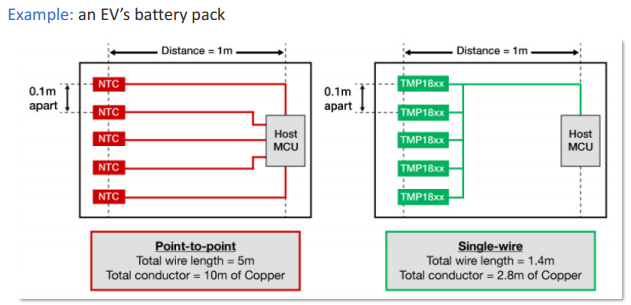 Example: an EV's battery pack
Distance = 1m
0.1m
apart
NTC
NTC
NTC
NTC
NTC
Host
MCU
Point-to-point
Total wire length = 5m
Total conductor = 10m of Copper
Distance = 1m
0.1m
apart
TMP18xx
TMP18xx
TMP18xx
TMP18xx
TMP18xx
Host
MCU
Single-wire
Total wire length = 1.4m
Total conductor = 2.8m of Copper